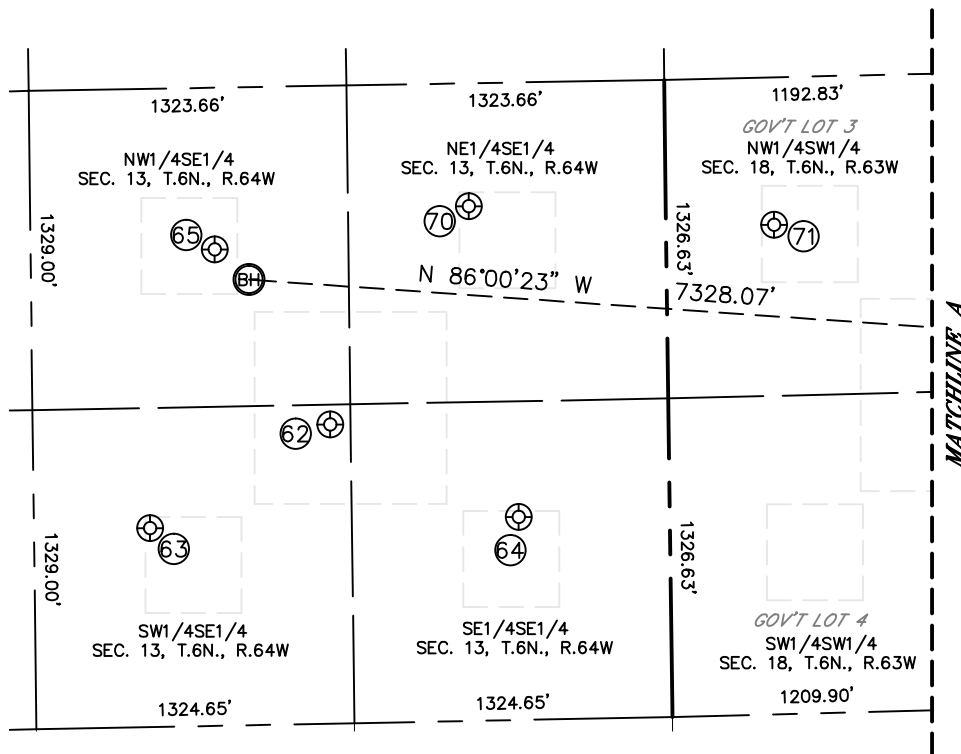 1323.66'
1323.66'
1192.83'
GOV'T LOT 3
NW1/4SE1/4
SEC. 13, T.6N., R.64W
NE1/4SE1/4
SEC. 13, T.6N., R.64W
NW1/4SW1/4
SEC. 18, T.6N., R.63W
1329.00'
65
70
1326.63'
71
BH
N 86°00'23" W
7328.07'
MATCHLINE A
62
1329.00'
63
64
1326.63'
SW1/4SE1/4
SEC. 13, T.6N., R.64W
SE1/4SE1/4
SEC. 13, T.6N., R.64W
GOV'T LOT 4
SW1/4SW1/4
SEC. 18, T.6N., R.63W
1324.65'
1324.65'
1209.90'